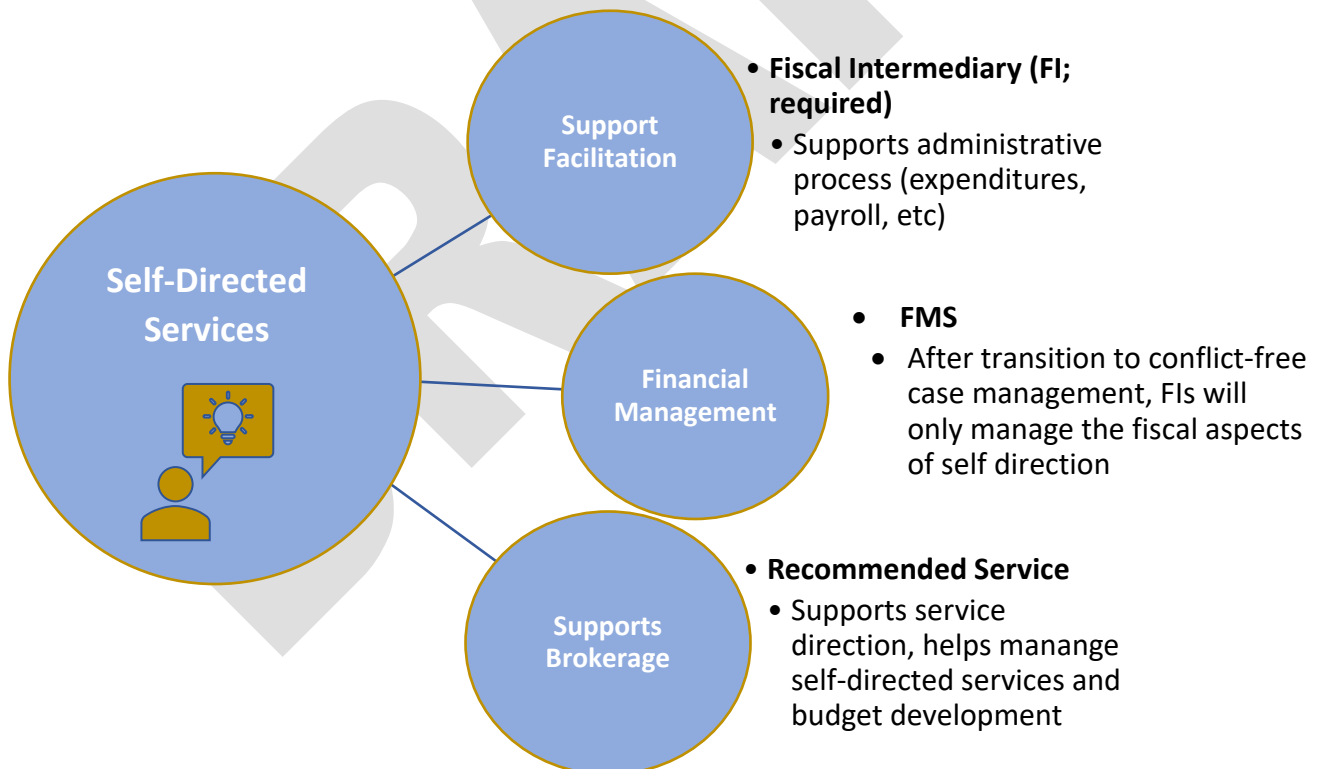 Self-Directed
Services
Support
Facilitation
• Fiscal Intermediary (FI;
required)
• Supports administrative
process (expenditures,
payroll, etc)
Financial
Management
• FMS
• After transition to conflict-free
case management, FIs will
only manage the fiscal aspects
of self direction
Supports
Brokerage
• Recommended Service
• Supports service
direction, helps manange
self-directed services and
budget development